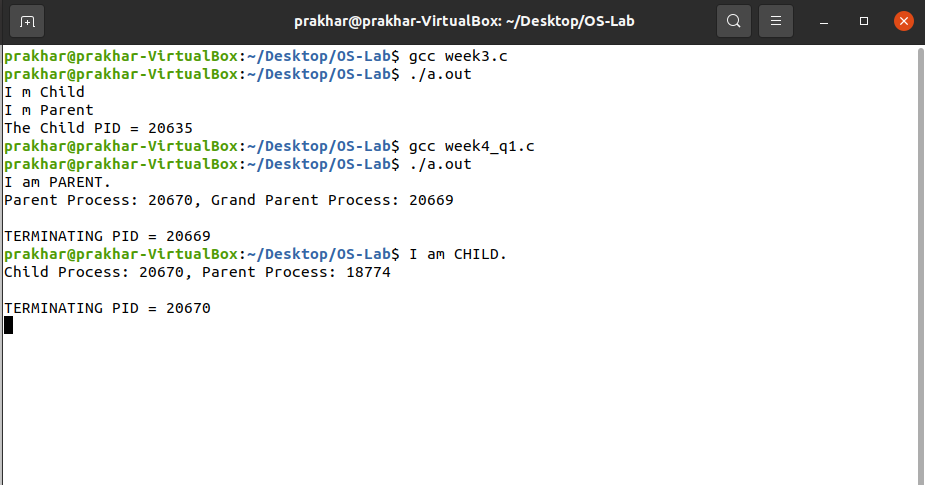 prakhar@prakhar-VirtualBox: ~/Desktop/OS-Lab
prakhar@prakhar-VirtualBox:~/Desktop/OS-Lab$ gcc week3.c
prakhar@prakhar-VirtualBox:~/Desktop/OS-Lab$ ./a.out
I m Child
I m Parent
The Child PID = 20635
prakhar@prakhar-VirtualBox:~/Desktop/OS-Lab$ gcc week4_q1.c
prakhar@prakhar-VirtualBox:~/Desktop/OS-Lab$ ./a.out
I am PARENT.
Parent Process: 20670, Grand Parent Process: 20669
TERMINATING PID = 20669
prakhar@prakhar-VirtualBox:~/Desktop/OS-Lab$ I am CHILD.
Child Process: 20670, Parent Process: 18774
TERMINATING PID = 20670